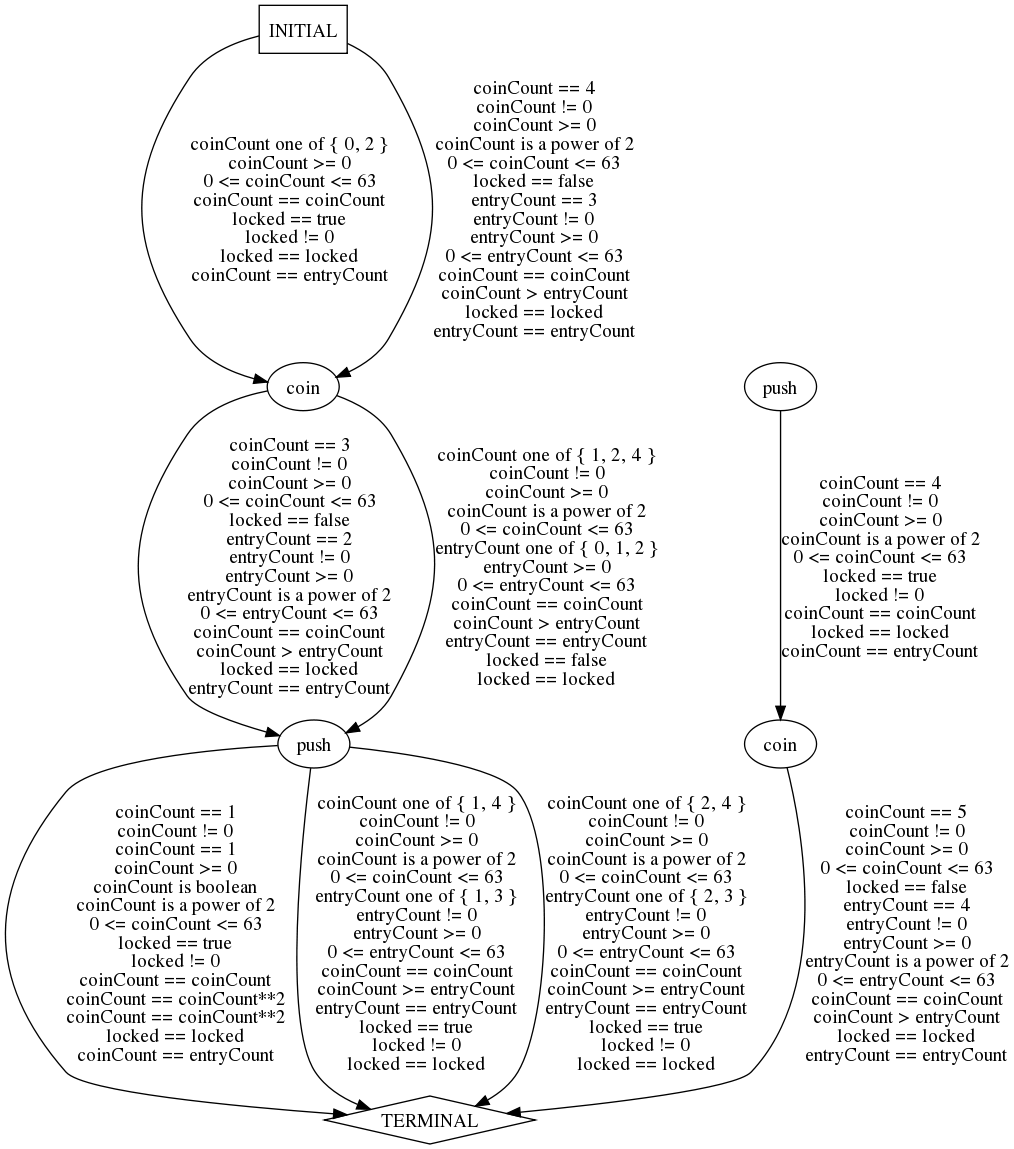 INITIAL
coinCount one of { 0, 2 }
coinCount >= 0
0 <= coinCount <= 63
coinCount == coinCount
locked == true
locked != 0
locked == locked
coinCount == entryCount
coinCount == 4
coinCount != 0
coinCount >= 0
coinCount is a power of 2
0 <= coinCount <= 63
locked == false
entryCount == 3
entryCount != 0
entryCount >= 0
0 <= entryCount <= 63
coinCount == coinCount
coinCount > entryCount
locked == locked
entryCount == entryCount
coin
push
coinCount == 3
coinCount != 0
coinCount >= 0
0 <= coinCount <= 63
locked == false
entryCount == 2
entryCount != 0
entryCount >= 0
entryCount is a power of 2
0 <= entryCount <= 63
coinCount == coinCount
coinCount > entryCount
locked == locked
entryCount == entryCount
coinCount one of { 1, 2, 4 }
coinCount != 0
coinCount >= 0
coinCount is a power of 2
0 <= coinCount <= 63
entryCount one of { 0, 1, 2 }
entryCount >= 0
0 <= entryCount <= 63
coinCount == coinCount
coinCount > entryCount
entryCount == entryCount
locked == false
locked == locked
coinCount == 4
coinCount != 0
coinCount >= 0
coinCount is a power of 2
0 <= coinCount <= 63
locked == true
locked != 0
coinCount == coinCount
locked == locked
coinCount == entryCount
push
coin
coinCount == 1
coinCount != 0
coinCount == 1
coinCount >= 0
coinCount is boolean
coinCount is a power of 2
0 <= coinCount <= 63
locked == true
locked != 0
coinCount == coinCount
coinCount == coinCount**2
coinCount == coinCount**2
locked == locked
coinCount == entryCount
coinCount one of { 1, 4 }
coinCount != 0
coinCount >= 0
coinCount is a power of 2
0 <= coinCount <= 63
entryCount one of { 1, 3 }
entryCount != 0
entryCount >= 0
0 <= entryCount <= 63
coinCount == coinCount
coinCount >= entryCount
entryCount == entryCount
locked == true
locked != 0
locked == locked
coinCount one of { 2, 4 }
coinCount != 0
coinCount >= 0
coinCount is a power of 2
0 <= coinCount <= 63
entryCount one of { 2, 3 }
entryCount != 0
entryCount >= 0
0 <= entryCount <= 63
coinCount == coinCount
coinCount >= entryCount
entryCount == entryCount
locked == true
locked != 0
locked == locked
coinCount == 5
coinCount != 0
coinCount >= 0
0 <= coinCount <= 63
locked == false
entryCount == 4
entryCount != 0
entryCount >= 0
entryCount is a power of 2
0 <= entryCount <= 63
coinCount == coinCount
coinCount > entryCount
locked == locked
entryCount == entryCount
TERMINAL